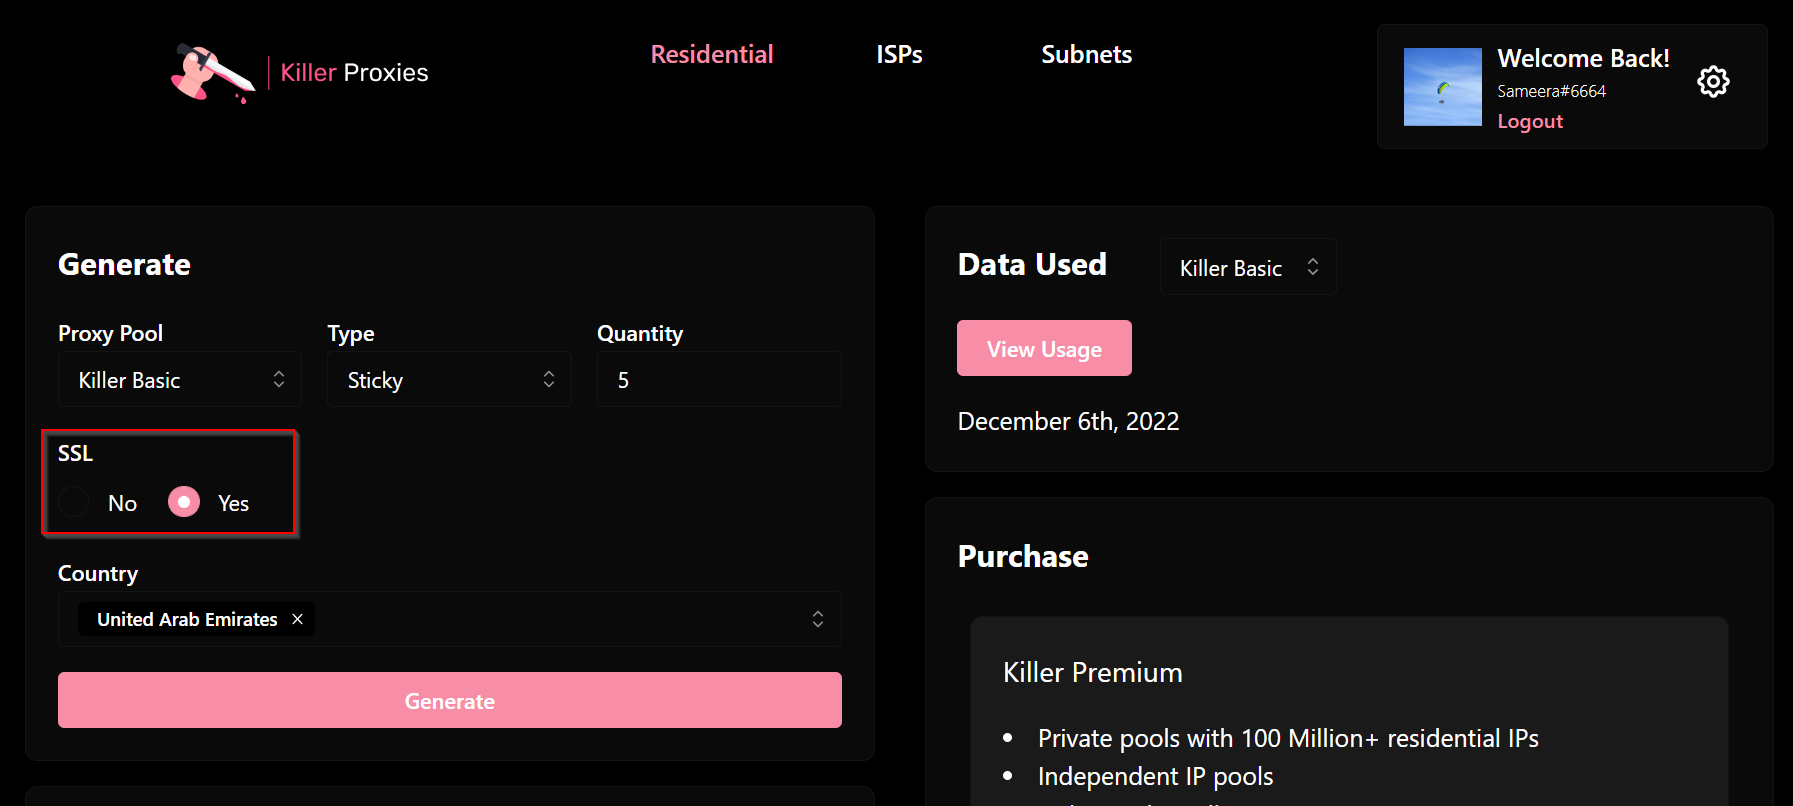 Killer Proxies
Residential
ISPs
Subnets
Welcome Back!
Sameera#6664
Logout
Generate
Proxy Pool
Type
Quantity
Killer Basic
Sticky
5
SSL
No
Yes
Country
United Arab Emirates ×
Generate
Data Used
Killer Basic
View Usage
December 6th, 2022
Purchase
Killer Premium
• Private pools with 100 Million+ residential IPs
• Independent IP pools